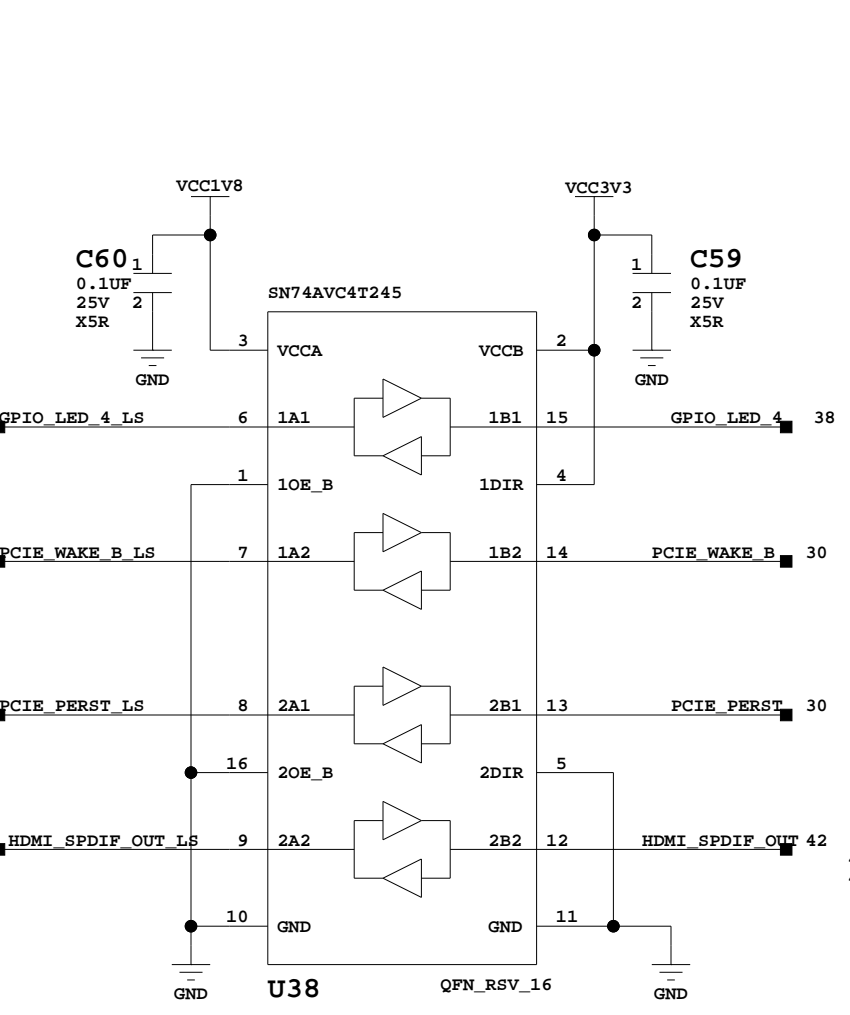 VCC1V8 VCC3V3
C60 1 1 C59
0.1UF 0.1UF
25V 2 2 25V
X5R X5R
SN74AVC4T245
3 VCCA VCCB 2
GND GND
GPIO_LED_4_LS 6 1A1 1B1 15 GPIO_LED_4 38
1 1OE_B 1DIR 4
PCIE_WAKE_B_LS 7 1A2 1B2 14 PCIE_WAKE_B 30
PCIE_PERST_LS 8 2A1 2B1 13 PCIE_PERST 30
16 2OE_B 2DIR 5
HDMI_SPDIF_OUT_LS 9 2A2 2B2 12 HDMI_SPDIF_OUT 42
10 GND GND 11
GND U38 QFN_RSV_16 GND